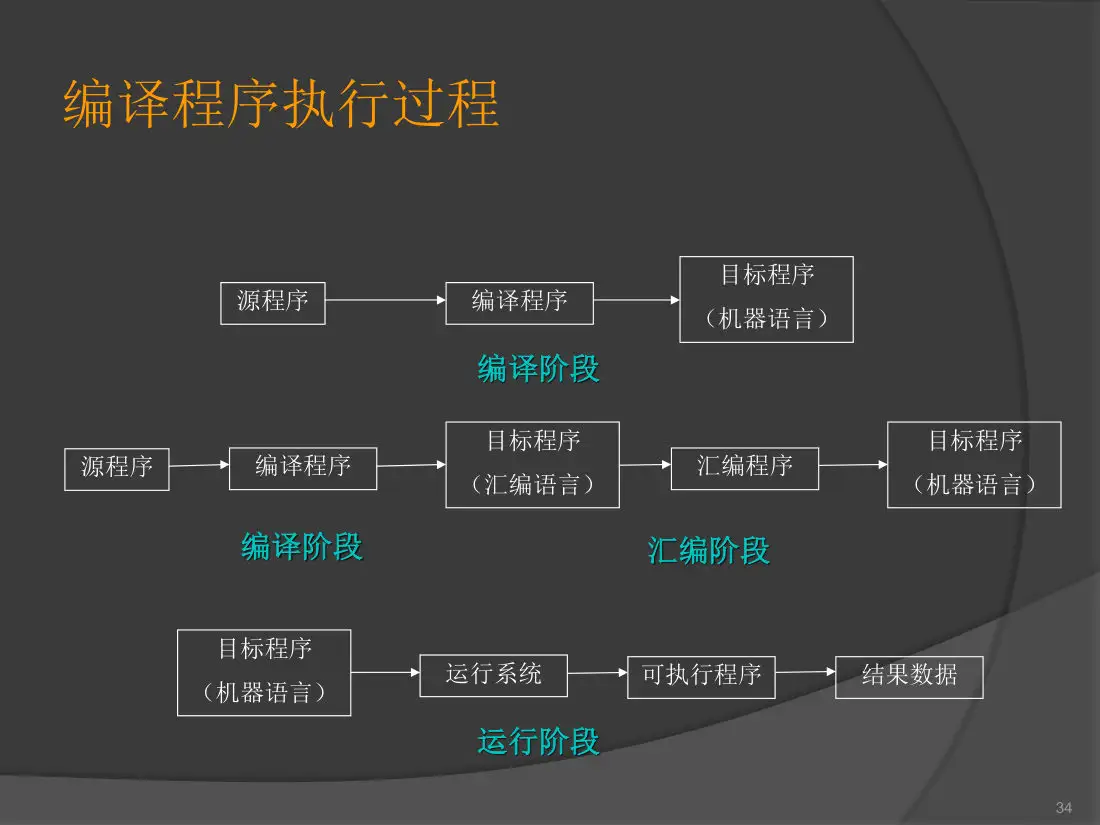 编译程序执行过程
源程序
编译程序
目标程序
（机器语言）
编译阶段
源程序
编译程序
目标程序
（汇编语言）
汇编程序
目标程序
（机器语言）
编译阶段
汇编阶段
目标程序
（机器语言）
运行系统
可执行程序
结果数据
运行阶段
34